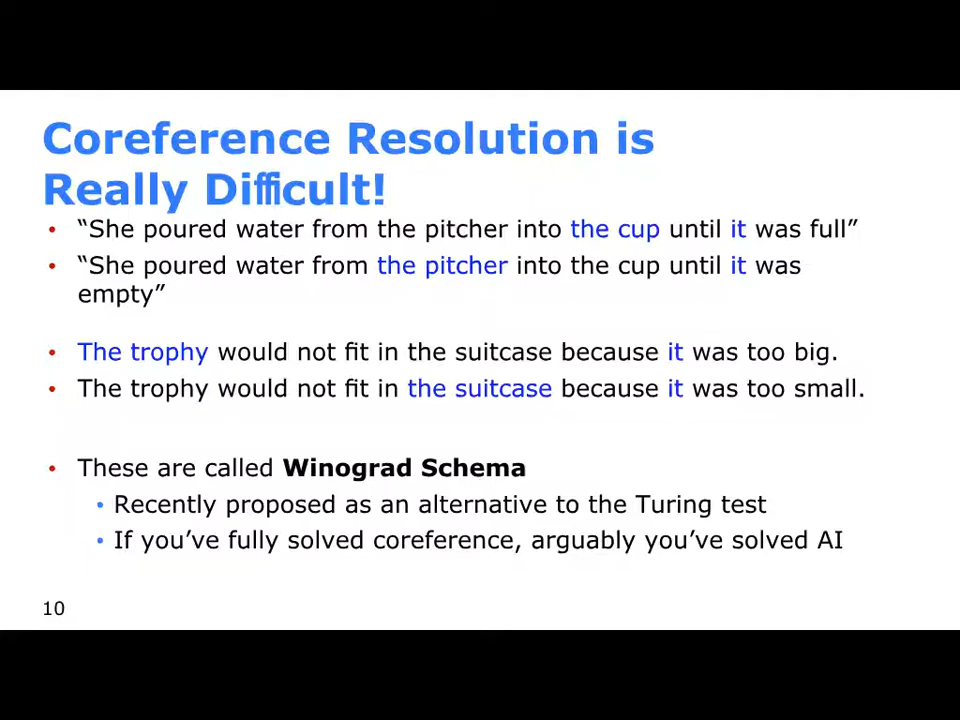 Coreference Resolution is
Really Difficult!
• “She poured water from the pitcher into the cup until it was full”
• “She poured water from the pitcher into the cup until it was
empty”
• The trophy would not fit in the suitcase because it was too big.
• The trophy would not fit in the suitcase because it was too small.
• These are called Winograd Schema
• Recently proposed as an alternative to the Turing test
• If you’ve fully solved coreference, arguably you’ve solved AI
10